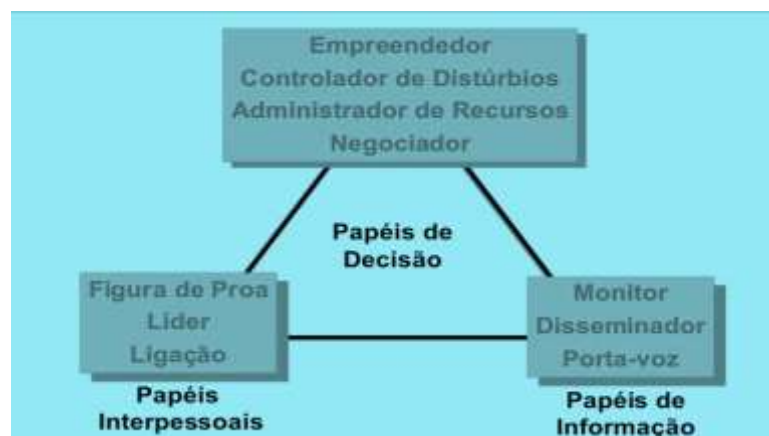 Empreendedor
Controlador de Distúrbios
Administrador de Recursos
Negociador
Papéis de
Decisão
Figura de Proa
Líder
Ligação
Papéis
Interpessoais
Monitor
Disseminador
Porta-voz
Papéis de
Informação